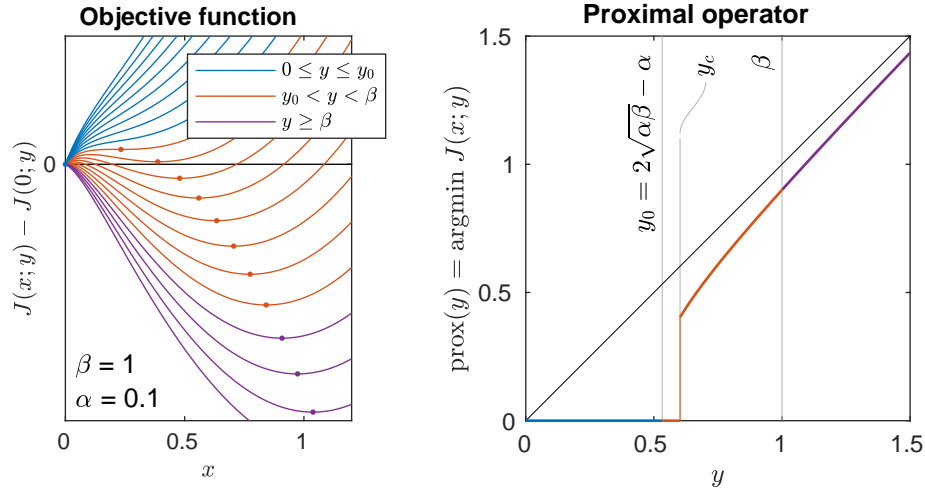 Objective function
0 ≤ y ≤ y₀
y₀ < y < β
y ≥ β
J(x; y) − J(0; y)
0
β = 1
α = 0.1
0
0.5
1
x
Proximal operator
prox(y) = argmin J(x; y)
1.5
1
0.5
0
y₀ = 2√αβ − α
y_c
β
0
0.5
1
1.5
y